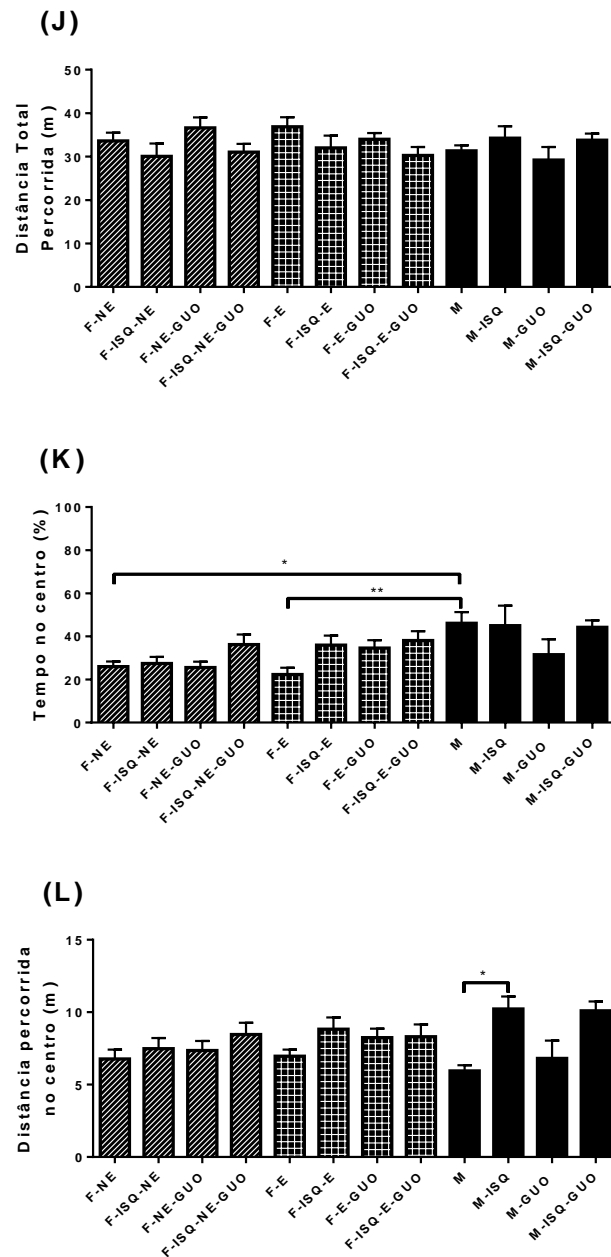 (J)
Distância Total
Percorrida (m)
50
40
30
20
10
0
F-NE
F-ISQ-NE
F-NE-GUO
F-ISQ-NE-GUO
F-E
F-ISQ-E
F-E-GUO
F-ISQ-E-GUO
M
M-ISQ
M-GUO
M-ISQ-GUO
(K)
Tempo no centro (%)
100
80
60
40
20
0
*
**
F-NE
F-ISQ-NE
F-NE-GUO
F-ISQ-NE-GUO
F-E
F-ISQ-E
F-E-GUO
F-ISQ-E-GUO
M
M-ISQ
M-GUO
M-ISQ-GUO
(L)
Distância percorrida
no centro (m)
15
10
5
0
*
F-NE
F-ISQ-NE
F-NE-GUO
F-ISQ-NE-GUO
F-E
F-ISQ-E
F-E-GUO
F-ISQ-E-GUO
M
M-ISQ
M-GUO
M-ISQ-GUO